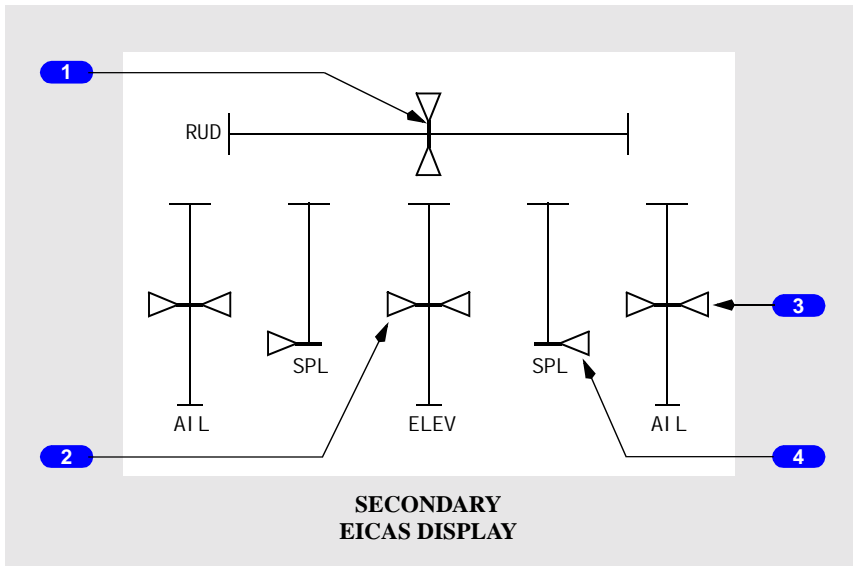 1
RUD
3
SPL SPL
AIL ELEV AIL
2
4
SECONDARY
EICAS DISPLAY